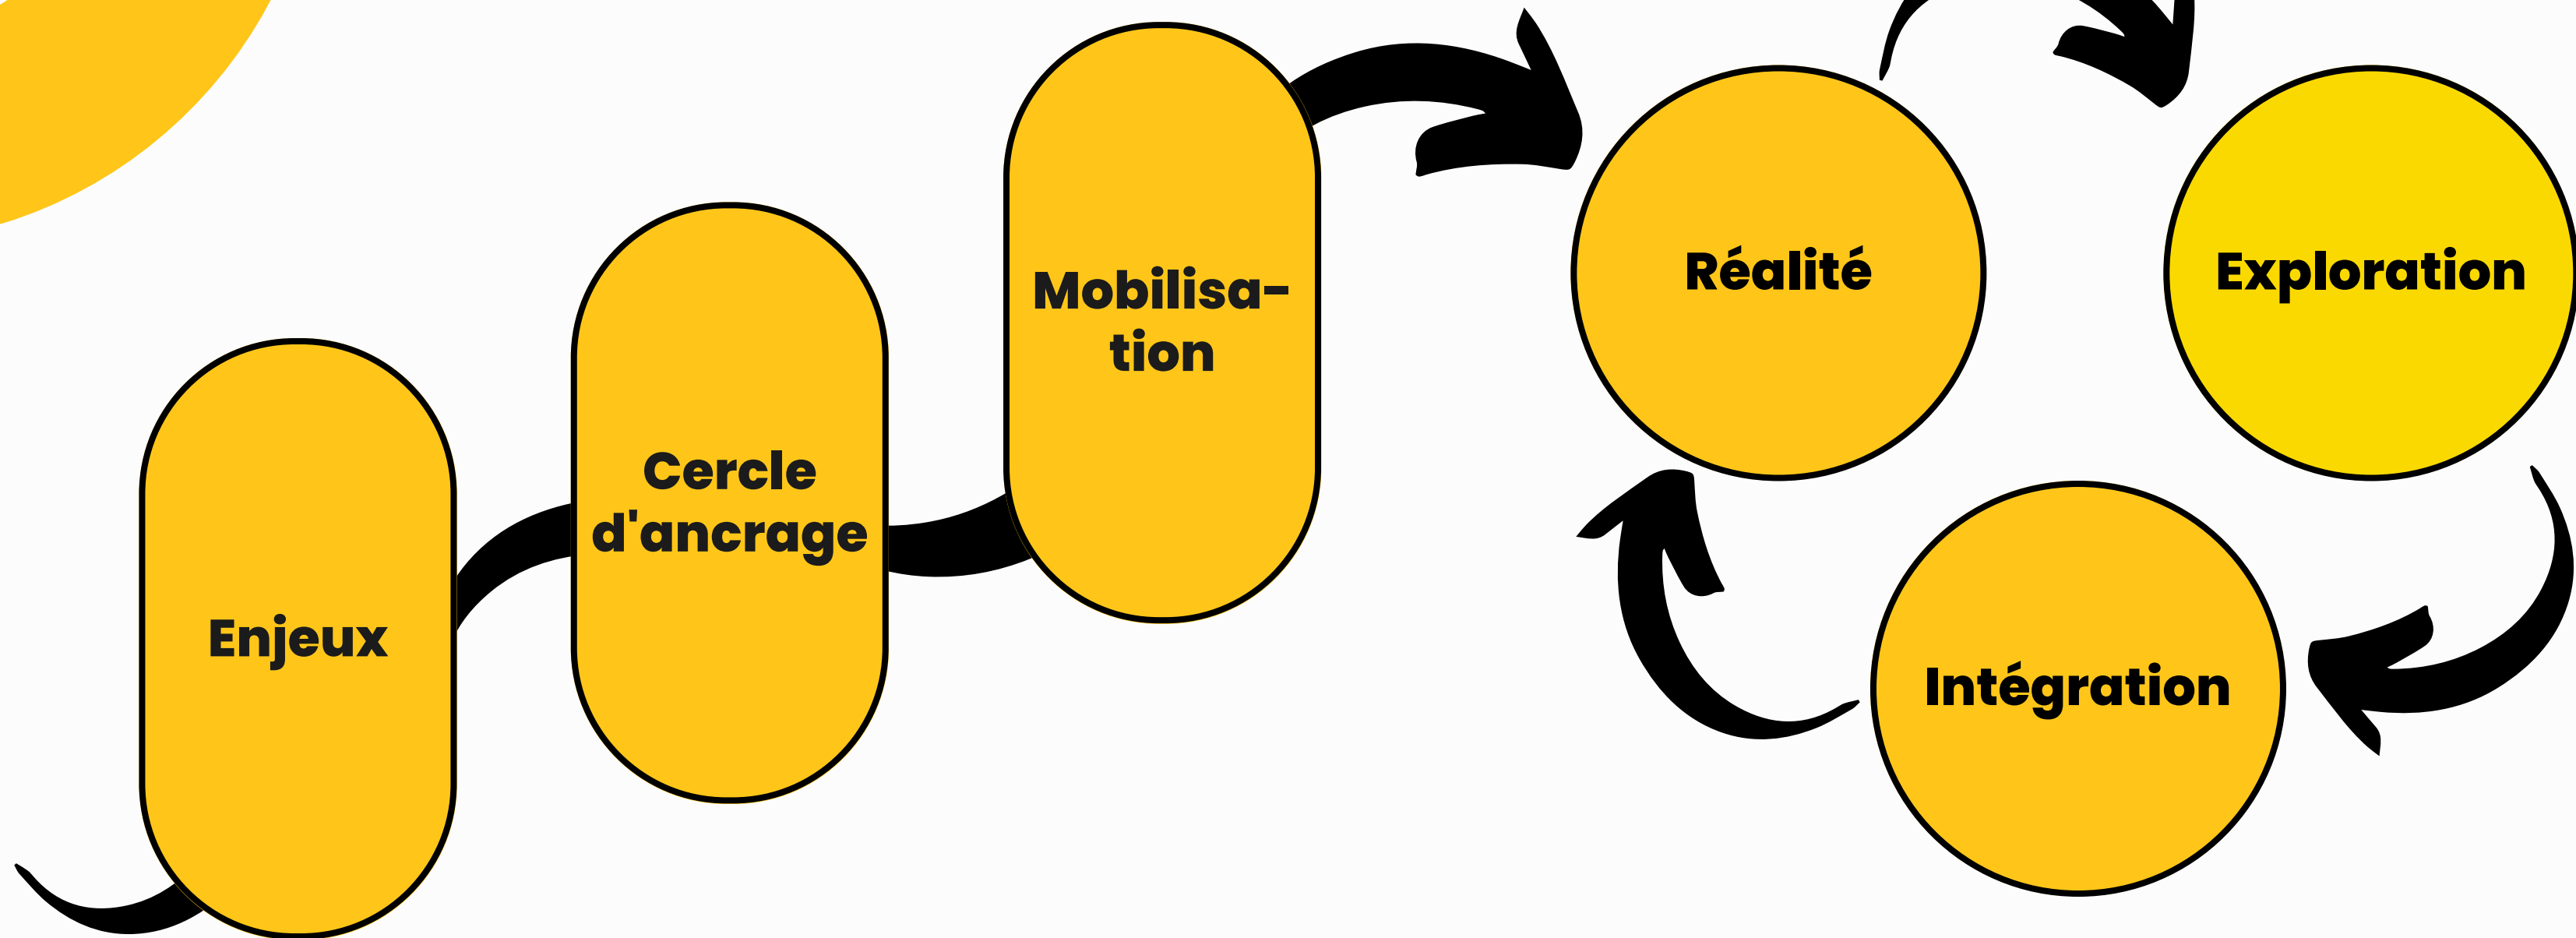 Enjeux
Cercle
d'ancrage
Mobilisa-
tion
Réalité
Exploration
Intégration